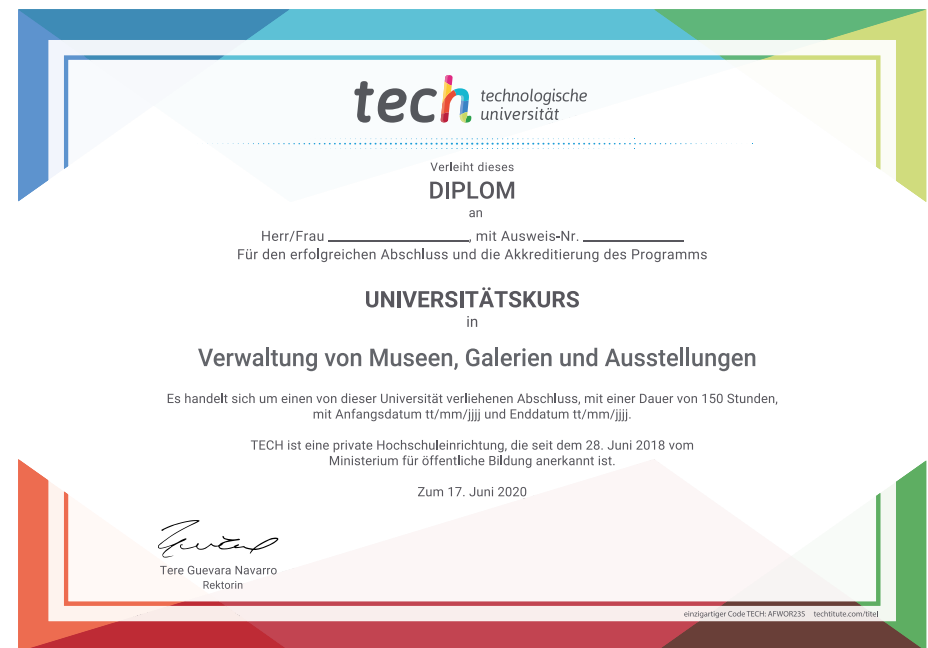 tech technologische
universität
Verleiht dieses
DIPLOM
an
Herr/Frau ____________, mit Ausweis-Nr. ____________
Für den erfolgreichen Abschluss und die Akkreditierung des Programms
UNIVERSITÄTSKURS
in
Verwaltung von Museen, Galerien und Ausstellungen
Es handelt sich um einen von dieser Universität verliehenen Abschluss, mit einer Dauer von 150 Stunden,
mit Anfangsdatum tt/mm/jjjj und Enddatum tt/mm/jjjj.
TECH ist eine private Hochschuleinrichtung, die seit dem 28. Juni 2018 vom
Ministerium für öffentliche Bildung anerkannt ist.
Zum 17. Juni 2020
Tere Guevara Navarro
Rektorin
einzigartiger Code TECH: AFWOR23S techtitute.com/titel